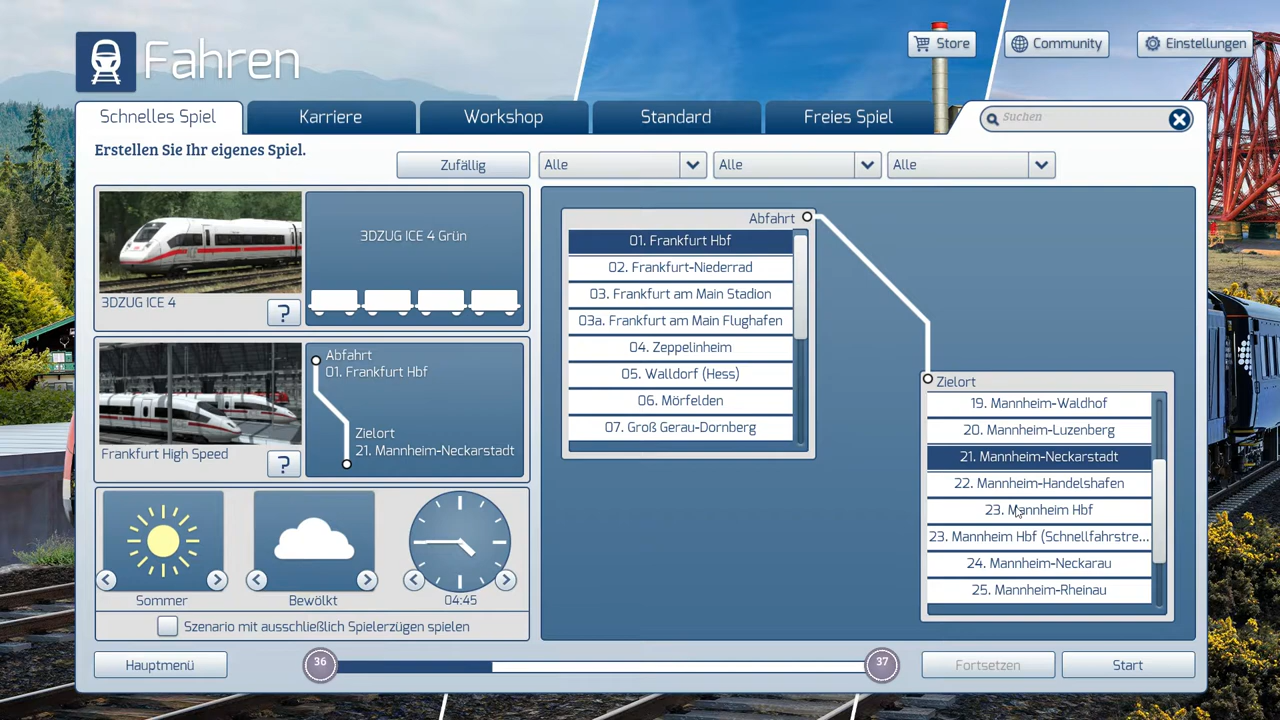 Fahren
Store
Community
Einstellungen
Schnelles Spiel
Karriere
Workshop
Standard
Freies Spiel
Suchen
Erstellen Sie Ihr eigenes Spiel.
Zufällig
Alle
Alle
Alle
3DZUG ICE 4
?
3DZUG ICE 4 Grün
Frankfurt High Speed
?
Abfahrt
01. Frankfurt Hbf
Zielort
21. Mannheim-Neckarstadt
Sommer
Bewölkt
04:45
Szenario mit ausschließlich Spielerzügen spielen
Abfahrt
01. Frankfurt Hbf
02. Frankfurt-Niederrad
03. Frankfurt am Main Stadion
03a. Frankfurt am Main Flughafen
04. Zeppelinheim
05. Walldorf (Hess)
06. Mörfelden
07. Groß Gerau-Dornberg
Zielort
19. Mannheim-Waldhof
20. Mannheim-Luzenberg
21. Mannheim-Neckarstadt
22. Mannheim-Handelshafen
23. Mannheim Hbf
23. Mannheim Hbf (Schnellfahrstre...
24. Mannheim-Neckarau
25. Mannheim-Rheinau
Hauptmenü
36
37
Fortsetzen
Start